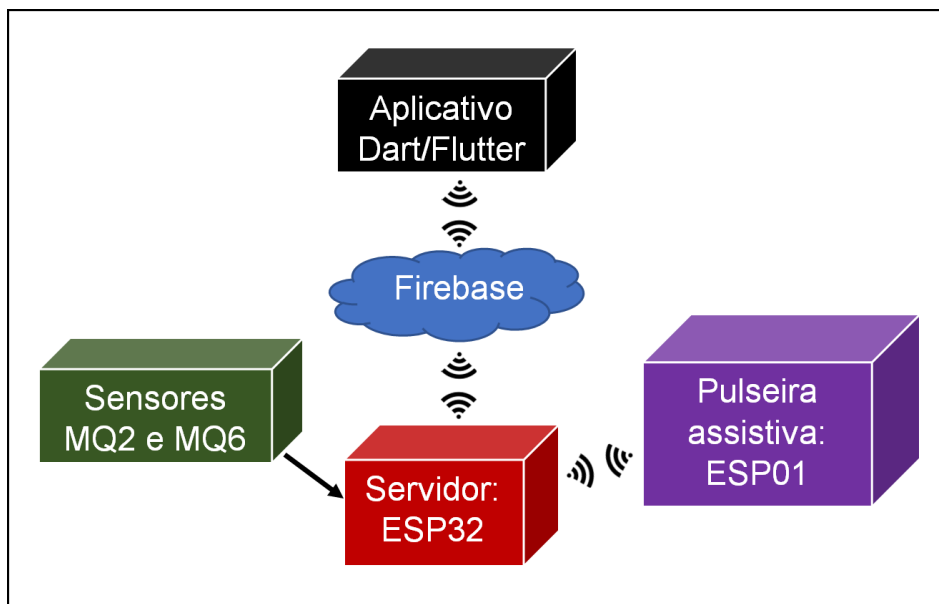 Aplicativo
Dart/Flutter
Firebase
Sensores
MQ2 e MQ6
Servidor:
ESP32
Pulseira
assistiva:
ESP01